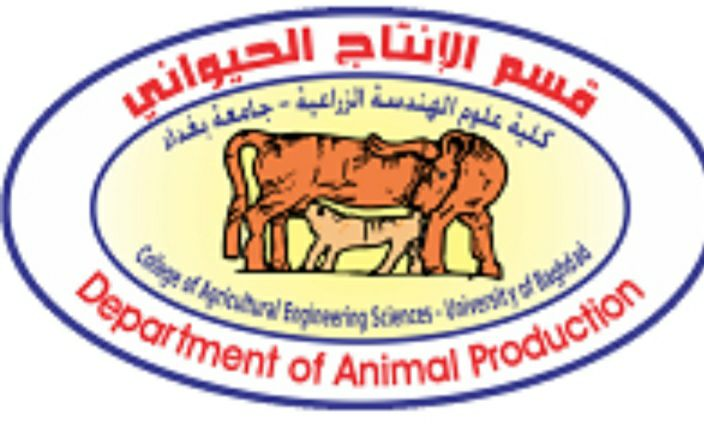 قسم الإنتاج الحيواني
كلية علوم الهندسة الزراعية - جامعة بغداد
College of Agricultural Engineering Sciences - University of Baghdad
Department of Animal Production